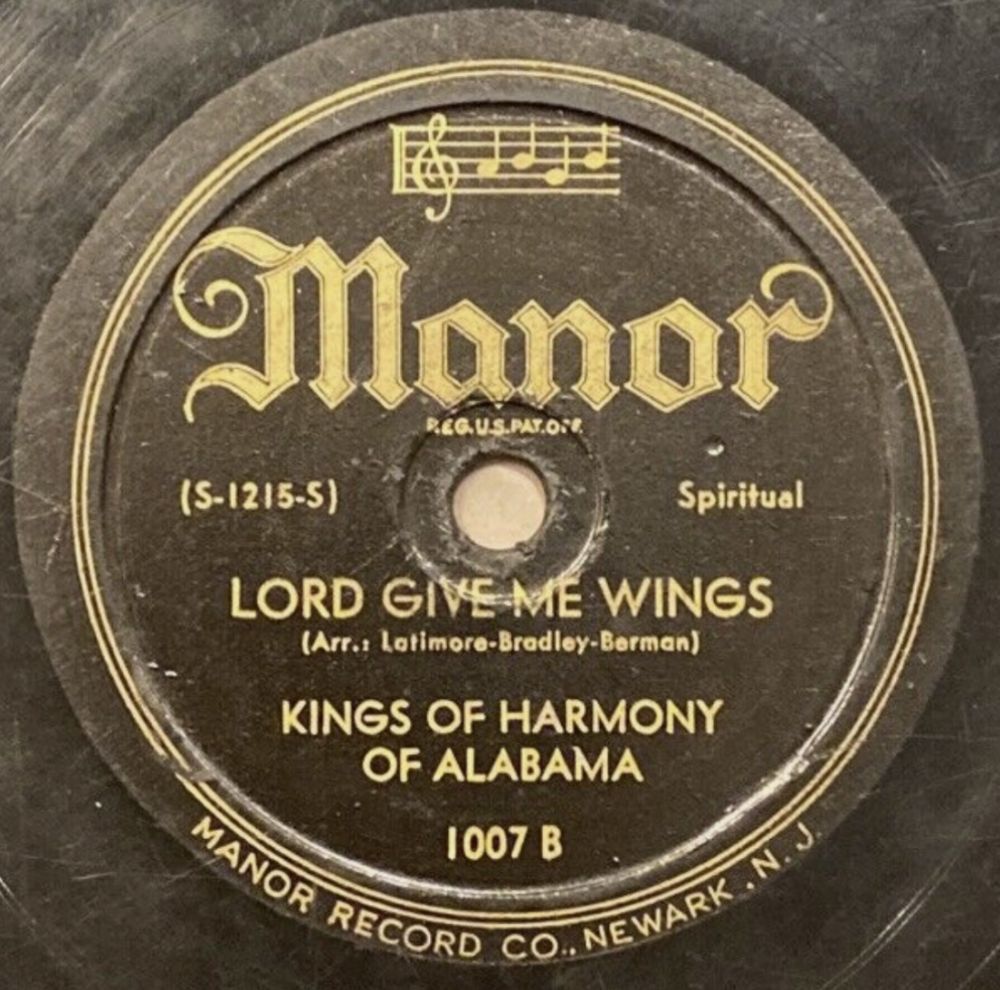 Manor
REG.U.S.PAT.OFF.
(S-1215-S)
Spiritual
LORD GIVE ME WINGS
(Arr.: Latimore-Bradley-Berman)
KINGS OF HARMONY
OF ALABAMA
1007 B
MANOR RECORD CO., NEWARK, N. J.